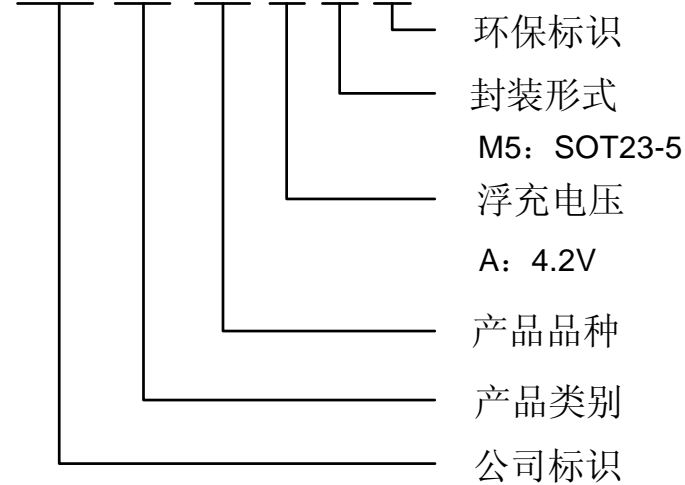 环保标识
封装形式
M5：SOT23-5
浮充电压
A：4.2V
产品品种
产品类别
公司标识